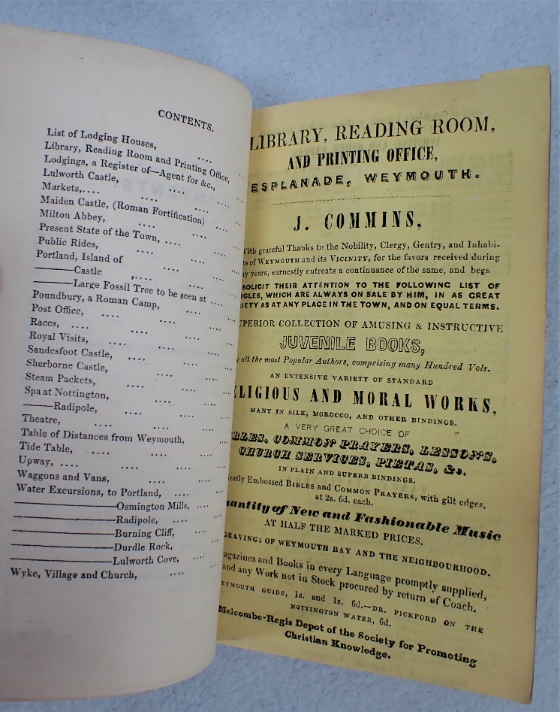 CONTENTS.
List of Lodging Houses, ....
Library, Reading Room and Printing Office,
Lodgings, a Register of—Agent for &c.,
Lulworth Castle, ....
Markets,.... ....
Maiden Castle, (Roman Fortification)
Milton Abbey, .... ....
Present State of the Town, ....
Public Rides, ....
Portland, Island of ....
———Castle ....
———Large Fossil Tree to be seen at ....
Poundbury, a Roman Camp, ....
Post Office, .... ....
Races, .... ....
Royal Visits, .... ....
Sandesfoot Castle, ....
Sherborne Castle, ....
Steam Packets, ....
Spa at Nottington, ....
———Radipole, ....
Theatre, .... ....
Table of Distances from Weymouth,
Tide Table, .... ....
Upway, .... ....
Waggons and Vans, ....
Water Excursions, to Portland, ....
———Osmington Mills,
———Radipole, ....
———Burning Cliff,
———Durdle Rock,
———Lulworth Cove,
Wyke, Village and Church, ....
LIBRARY, READING ROOM,
AND PRINTING OFFICE,
ESPLANADE, WEYMOUTH.
J. COMMINS,
With grateful Thanks to the Nobility, Clergy, Gentry, and Inhabi-
ts of WEYMOUTH and its VICINITY, for the favors received during
y years, earnestly entreats a continuance of the same, and begs
SOLICIT THEIR ATTENTION TO THE FOLLOWING LIST OF
ICLES, WHICH ARE ALWAYS ON SALE BY HIM, IN AS GREAT
IETY AS AT ANY PLACE IN THE TOWN, AND ON EQUAL TERMS.
PERIOR COLLECTION OF AMUSING & INSTRUCTIVE
JUVENILE BOOKS,
all the most Popular Authors, comprising many Hundred Vols.
AN EXTENSIVE VARIETY OF STANDARD
ELIGIOUS AND MORAL WORKS,
MANY IN SILK, MOROCCO, AND OTHER BINDINGS.
A VERY GREAT CHOICE OF
BLES, COMMON PRAYERS, LESSONS,
CHURCH SERVICES, PIETAS, &c.
IN PLAIN AND SUPERB BINDINGS.
eatly Embossed BIBLES and COMMON PRAYERS, with gilt edges,
at 2s. 6d. each.
uantity of New and Fashionable Music
AT HALF THE MARKED PRICES.
GRAVINGS OF WEYMOUTH BAY AND THE NEIGHBOURHOOD.
agazines and Books in every Language promptly supplied,
and any Work not in Stock procured by return of Coach.
EYMOUTH GUIDE, 1s. and 1s. 6d.—DR. PICKFORD ON THE
NOTTINGTON WATER, 6d.
Melcombe-Regis Depot of the Society for Promoting
Christian Knowledge.